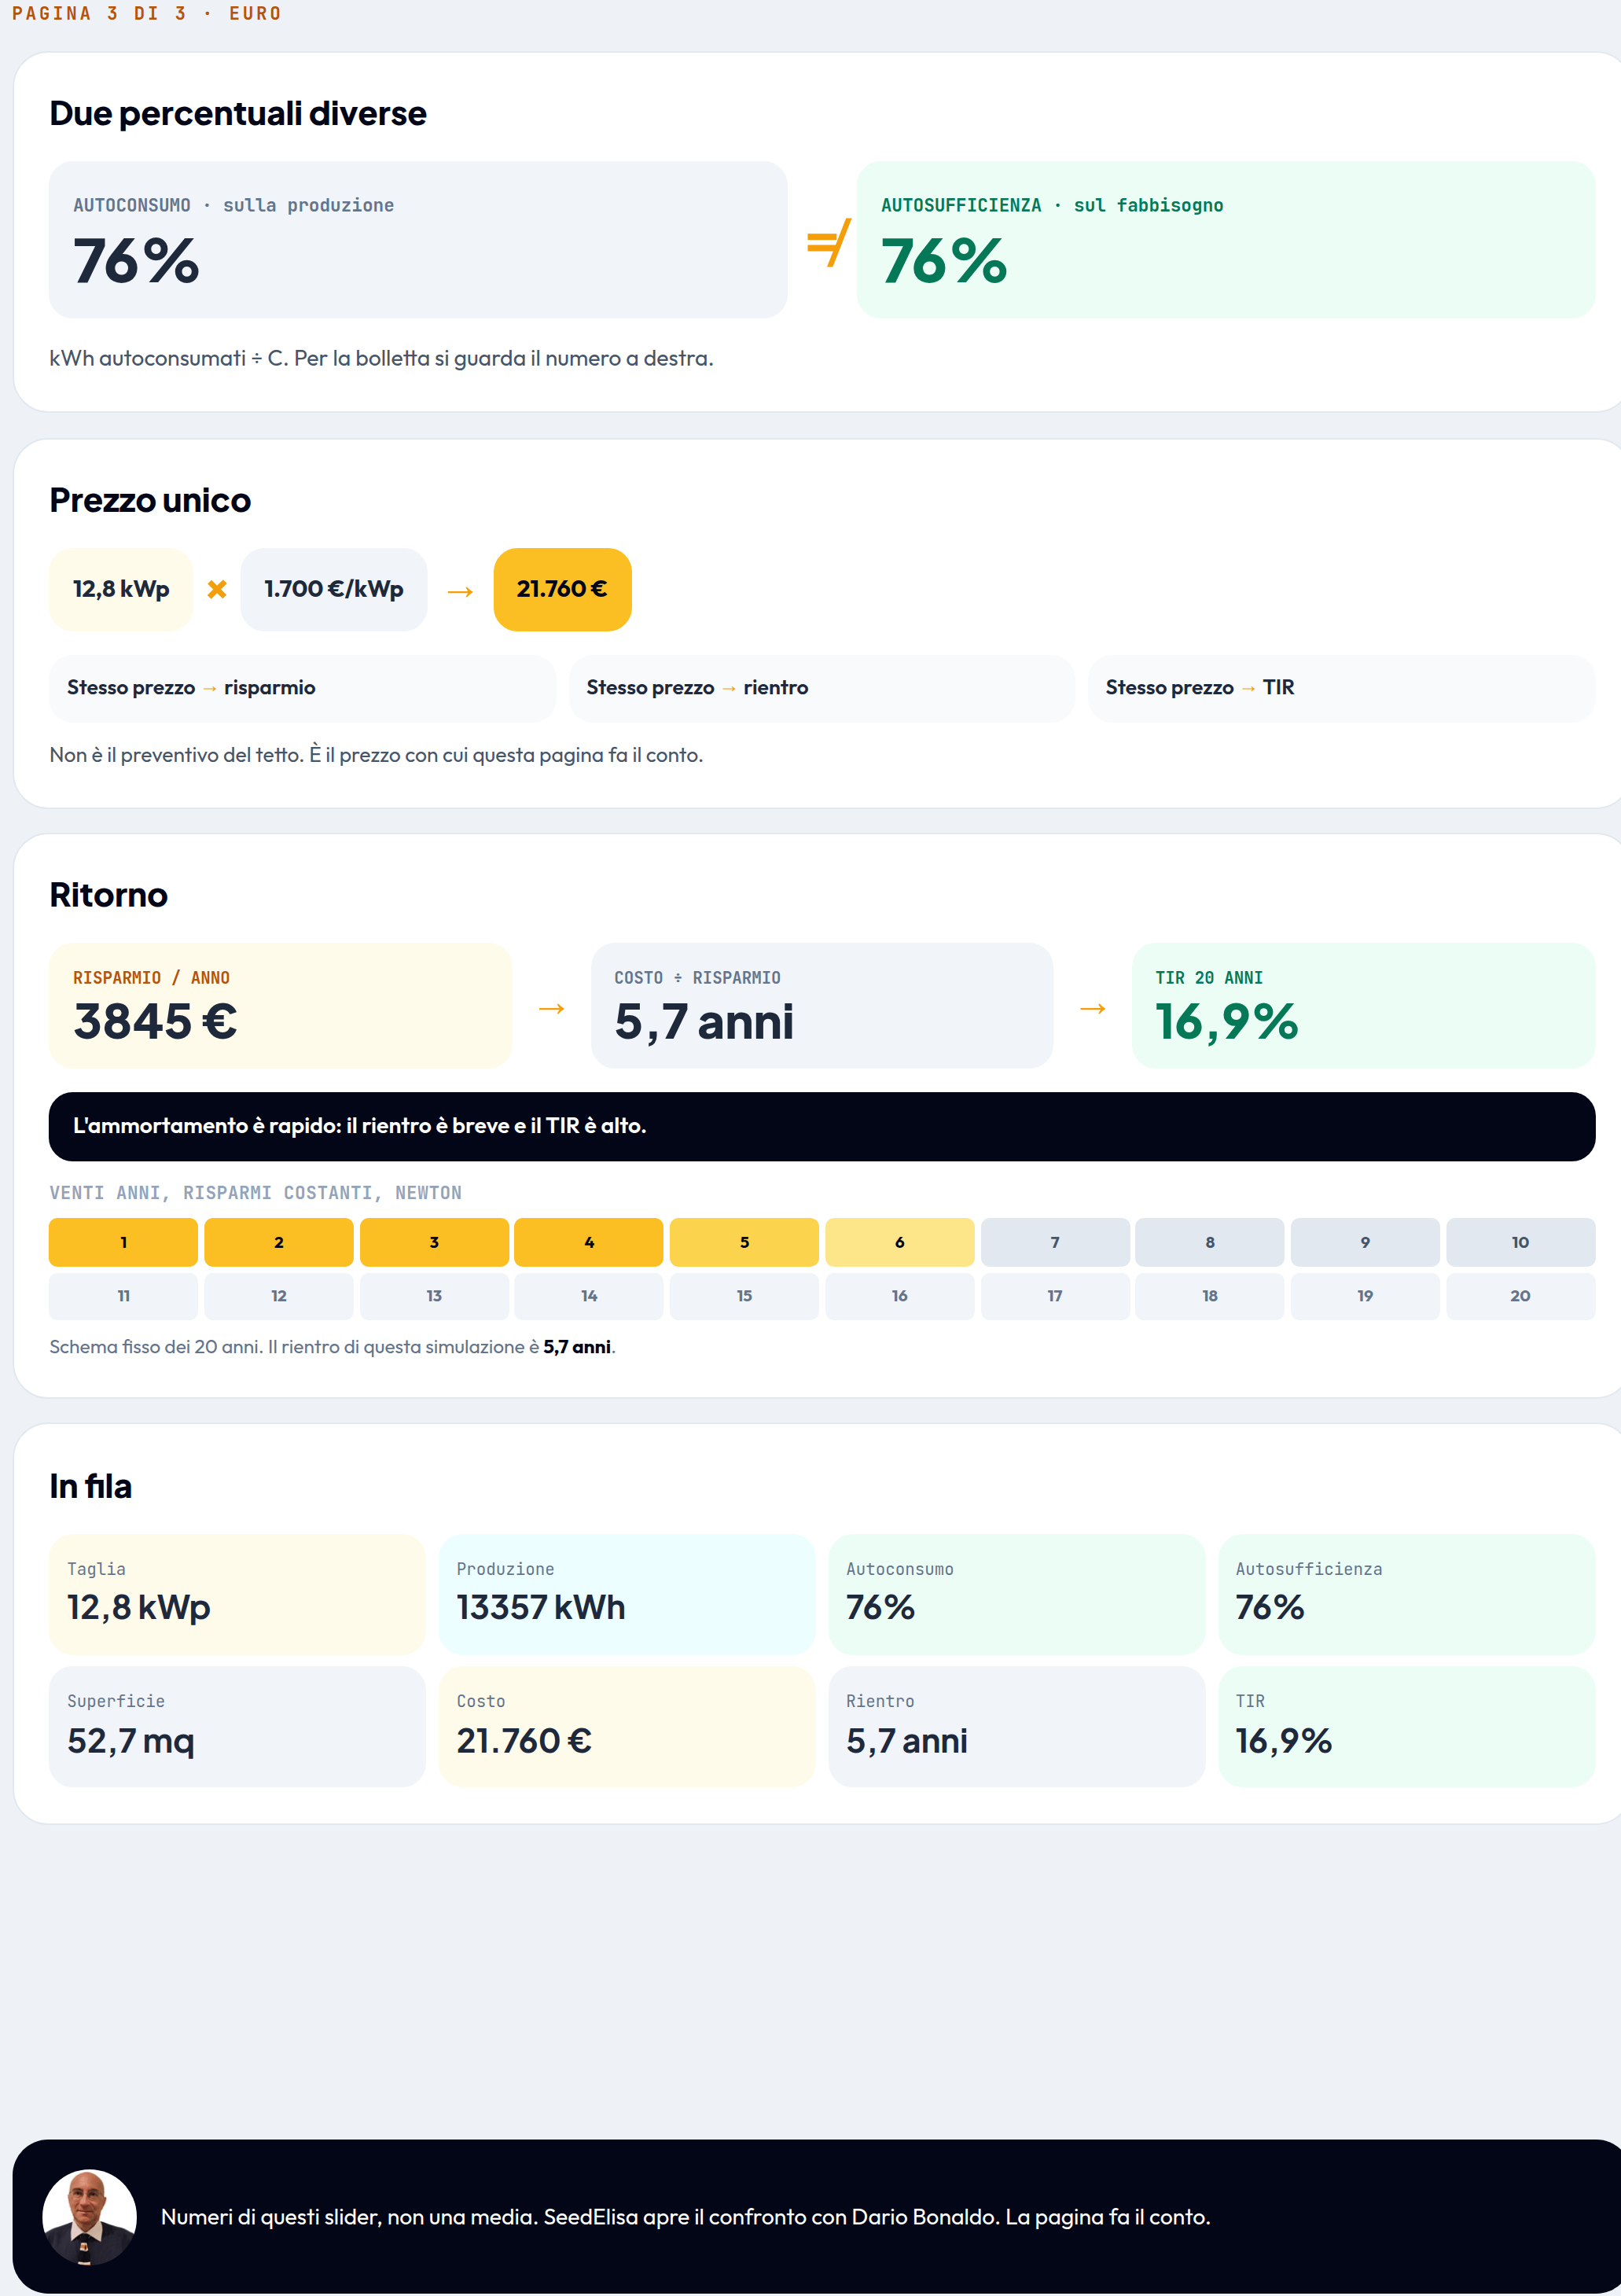 PAGINA 3 DI 3 · EURO
Due percentuali diverse
AUTOCONSUMO · sulla produzione
76%
≠
AUTOSUFFICIENZA · sul fabbisogno
76%
kWh autoconsumati ÷ C. Per la bolletta si guarda il numero a destra.
Prezzo unico
12,8 kWp × 1.700 €/kWp → 21.760 €
Stesso prezzo → risparmio
Stesso prezzo → rientro
Stesso prezzo → TIR
Non è il preventivo del tetto. È il prezzo con cui questa pagina fa il conto.
Ritorno
RISPARMIO / ANNO
3845 €
→
COSTO ÷ RISPARMIO
5,7 anni
→
TIR 20 ANNI
16,9%
L'ammortamento è rapido: il rientro è breve e il TIR è alto.
VENTI ANNI, RISPARMI COSTANTI, NEWTON
1 2 3 4 5 6 7 8 9 10
11 12 13 14 15 16 17 18 19 20
Schema fisso dei 20 anni. Il rientro di questa simulazione è 5,7 anni.
In fila
Taglia
12,8 kWp
Produzione
13357 kWh
Autoconsumo
76%
Autosufficienza
76%
Superficie
52,7 mq
Costo
21.760 €
Rientro
5,7 anni
TIR
16,9%
Numeri di questi slider, non una media. SeedElisa apre il confronto con Dario Bonaldo. La pagina fa il conto.